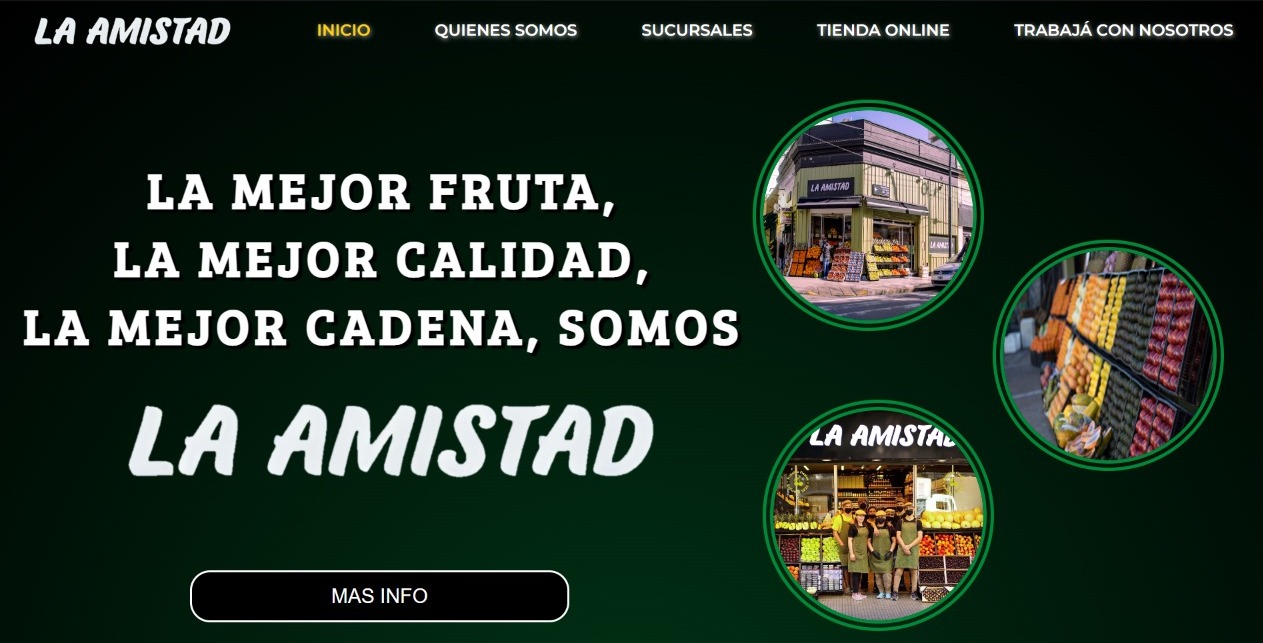 LA AMISTAD
INICIO
QUIENES SOMOS
SUCURSALES
TIENDA ONLINE
TRABAJÁ CON NOSOTROS
LA MEJOR FRUTA,
LA MEJOR CALIDAD,
LA MEJOR CADENA, SOMOS
LA AMISTAD
MAS INFO
LA AMISTAD
LA AMISTAD